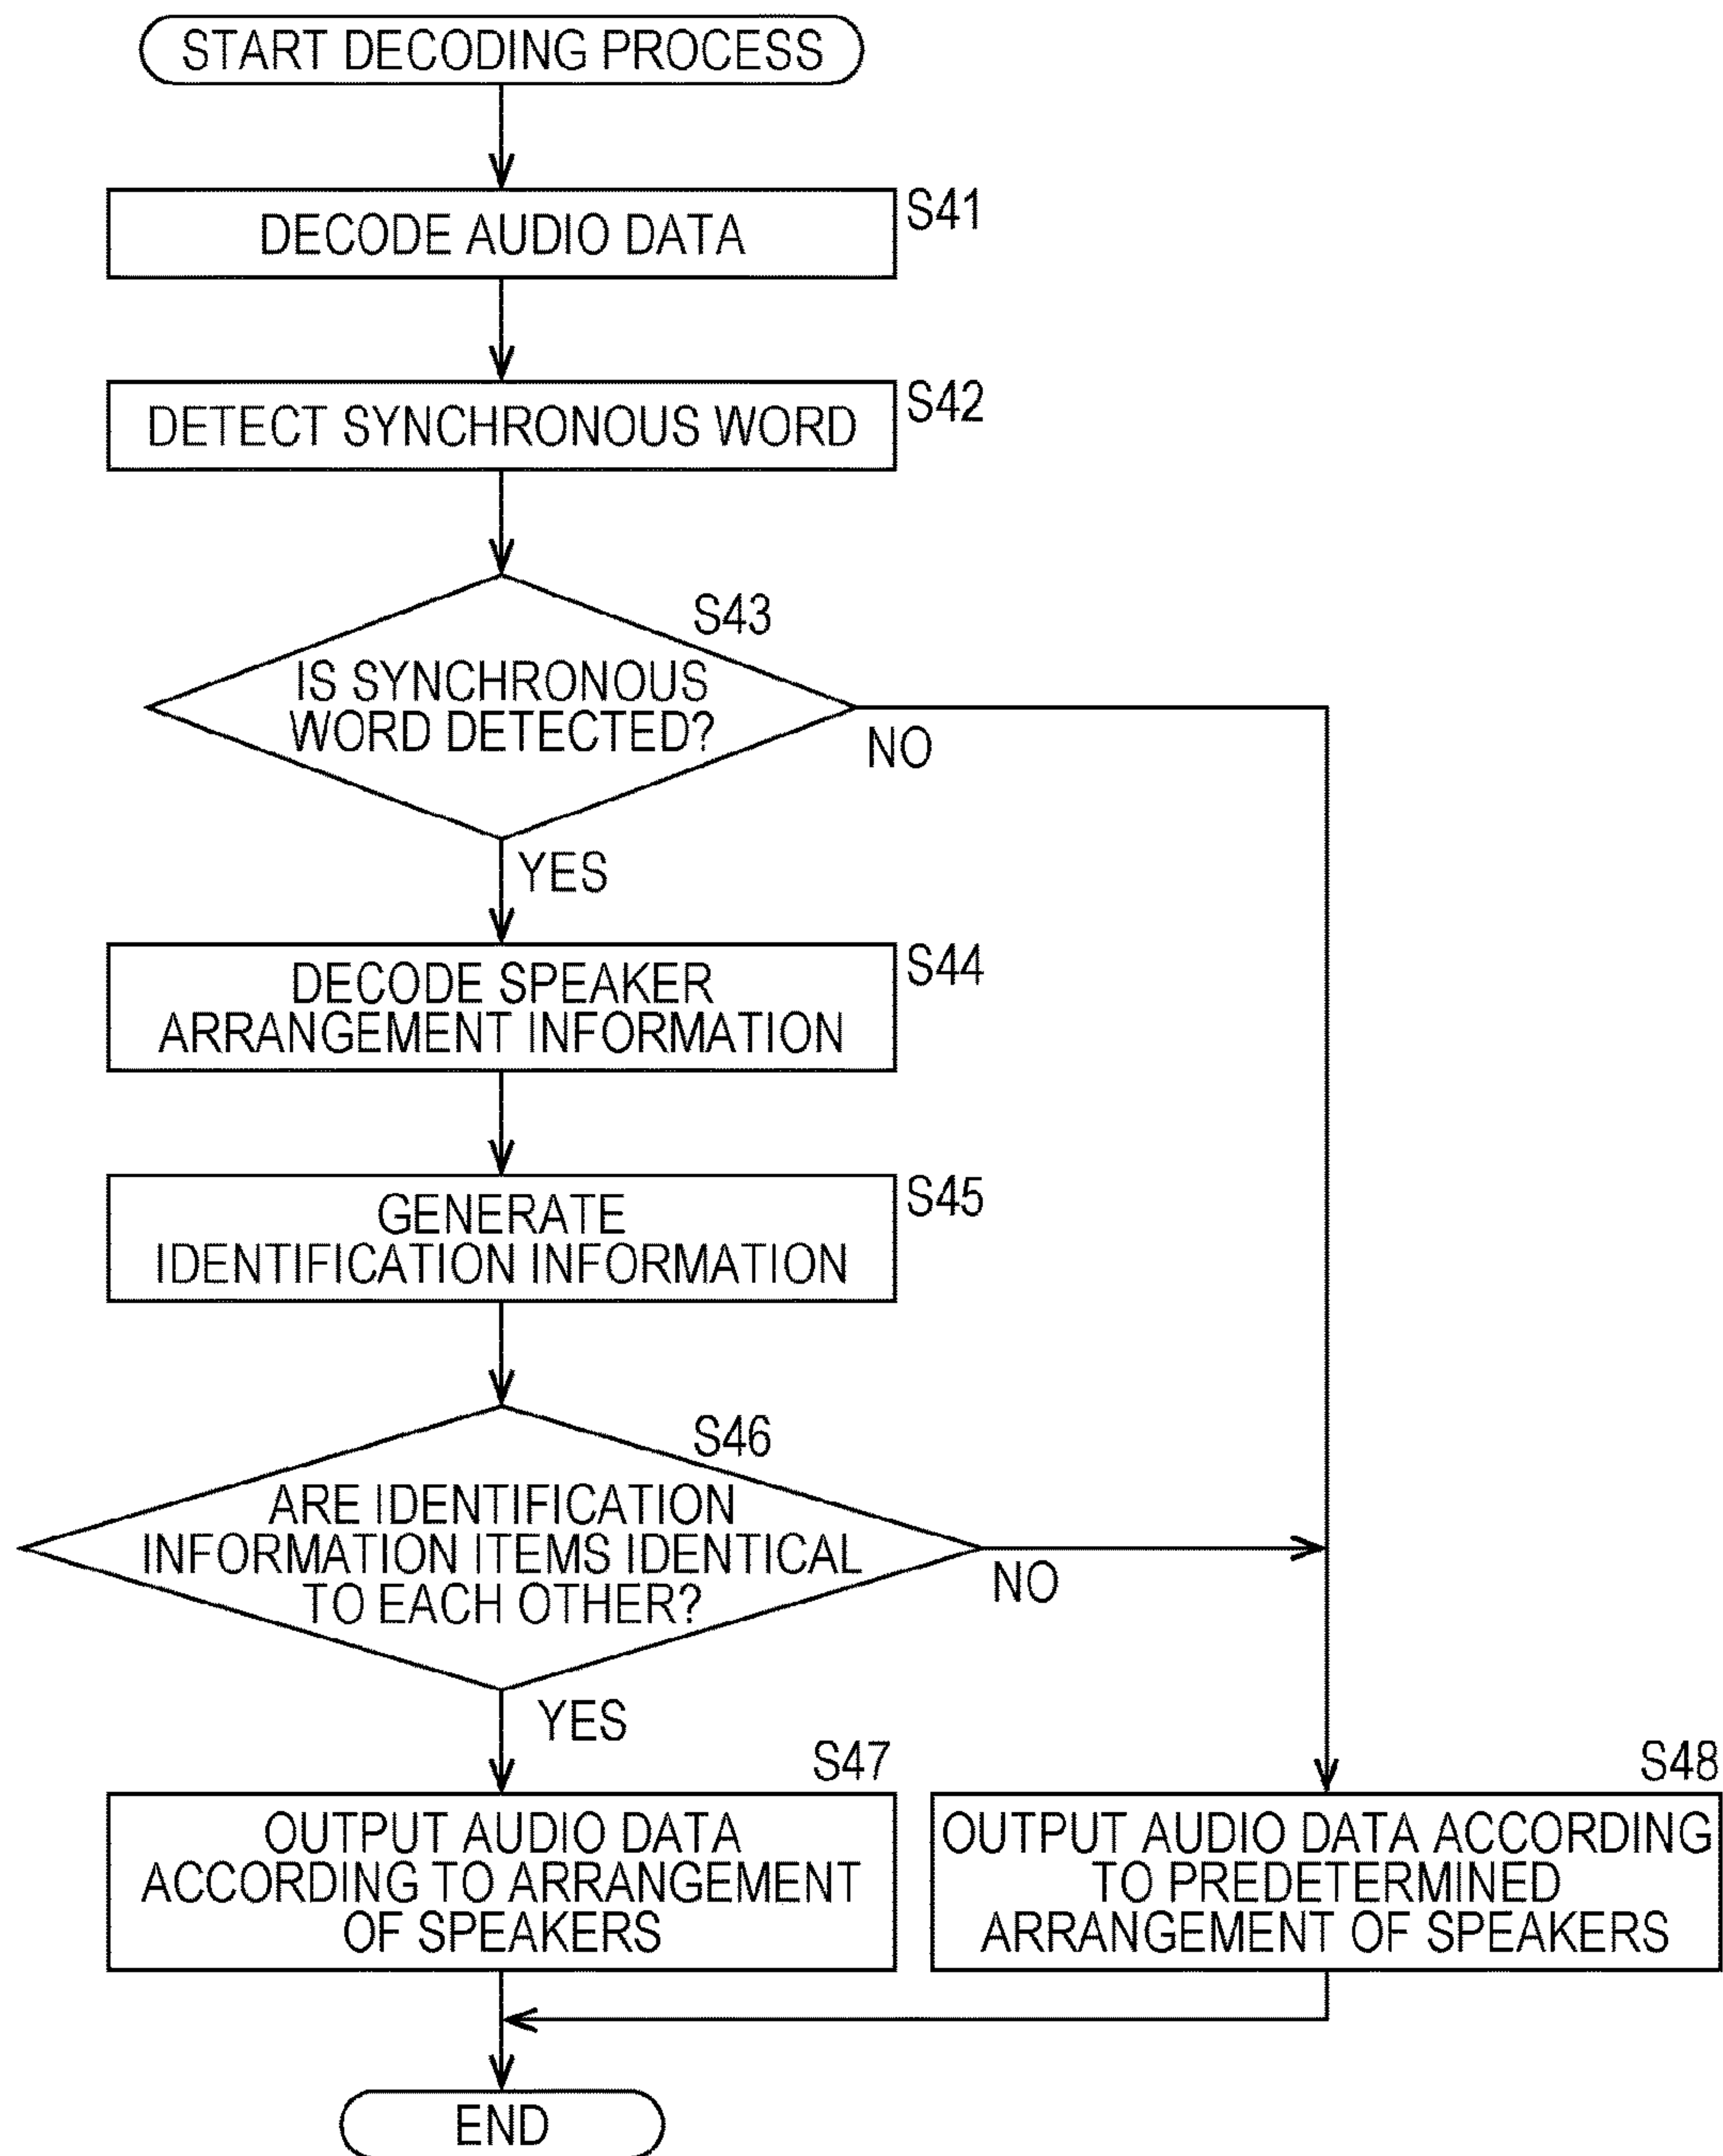 START DECODING PROCESS
S41
DECODE AUDIO DATA
S42
DETECT SYNCHRONOUS WORD
S43
IS SYNCHRONOUS
WORD DETECTED?
NO
YES
S44
DECODE SPEAKER
ARRANGEMENT INFORMATION
S45
GENERATE
IDENTIFICATION INFORMATION
S46
ARE IDENTIFICATION
INFORMATION ITEMS IDENTICAL
TO EACH OTHER?
NO
YES
S47
OUTPUT AUDIO DATA
ACCORDING TO ARRANGEMENT
OF SPEAKERS
S48
OUTPUT AUDIO DATA ACCORDING
TO PREDETERMINED
ARRANGEMENT OF SPEAKERS
END